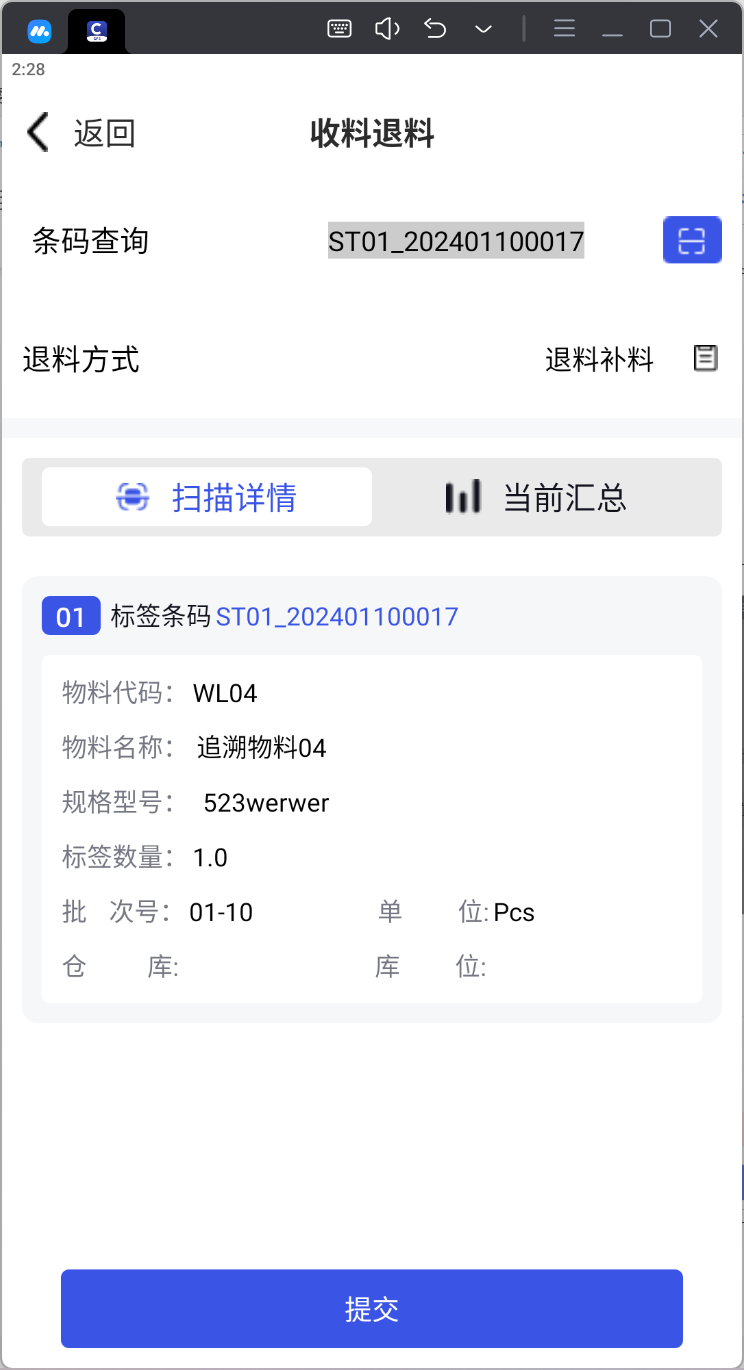 2:28
返回 收料退料
条码查询 ST01_202401100017
退料方式 退料补料
扫描详情 当前汇总
01 标签条码 ST01_202401100017
物料代码： WL04
物料名称： 追溯物料04
规格型号： 523werwer
标签数量： 1.0
批 次号： 01-10 单 位: Pcs
仓 库: 库 位:
提交